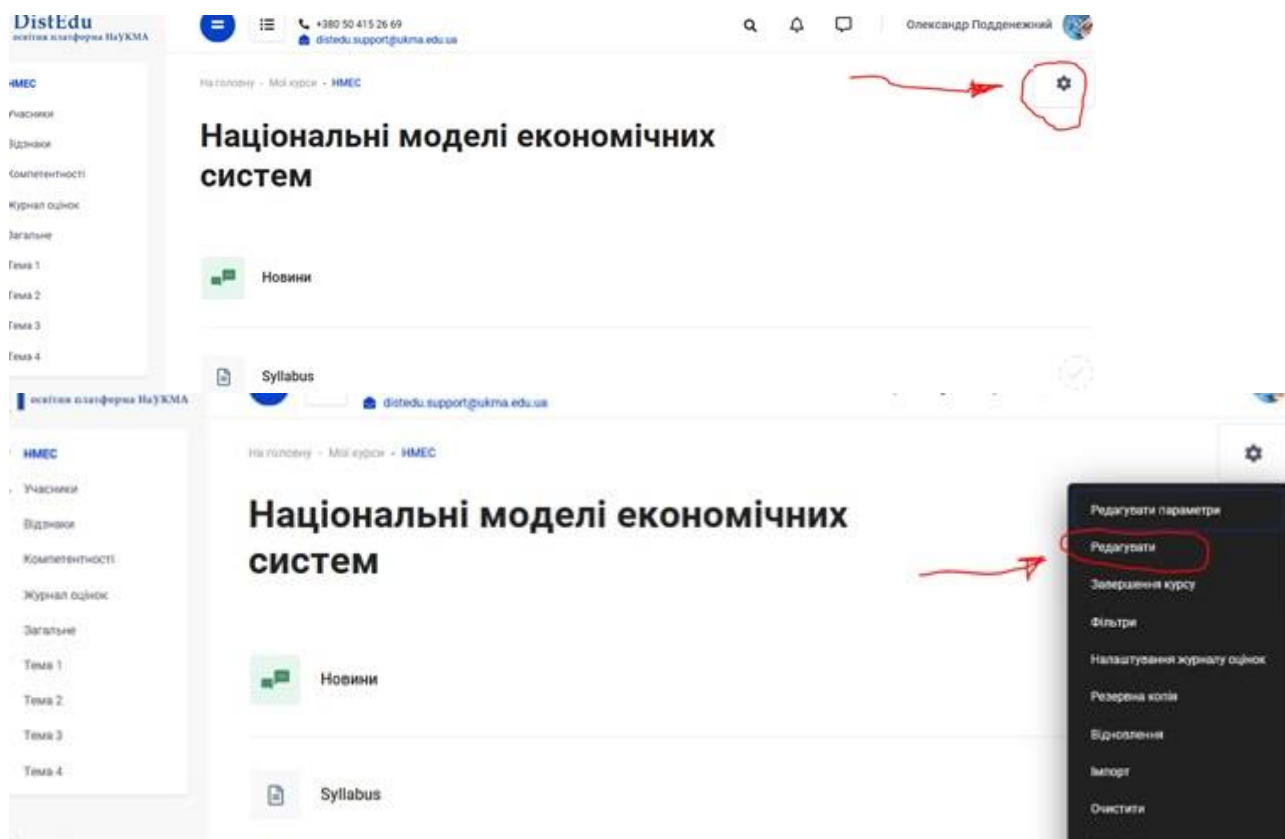 DistEdu
освітня платформа НаУКМА
+380 50 415 26 69
distedu.support@ukma.edu.ua
Олександр Подденежний
НМЕС
Учасники
Відзнаки
Компетентності
Журнал оцінок
Загальне
Тема 1
Тема 2
Тема 3
Тема 4
На головну - Мої курси - НМЕС
Національні моделі економічних
систем
Новини
Syllabus
освітня платформа НаУКМА
distedu.support@ukma.edu.ua
НМЕС
Учасники
Відзнаки
Компетентності
Журнал оцінок
Загальне
Тема 1
Тема 2
Тема 3
Тема 4
На головну - Мої курси - НМЕС
Національні моделі економічних
систем
Новини
Syllabus
Редагувати параметри
Редагувати
Завершення курсу
Фільтри
Налаштування журналу оцінок
Резервна копія
Відновлення
Імпорт
Очистити